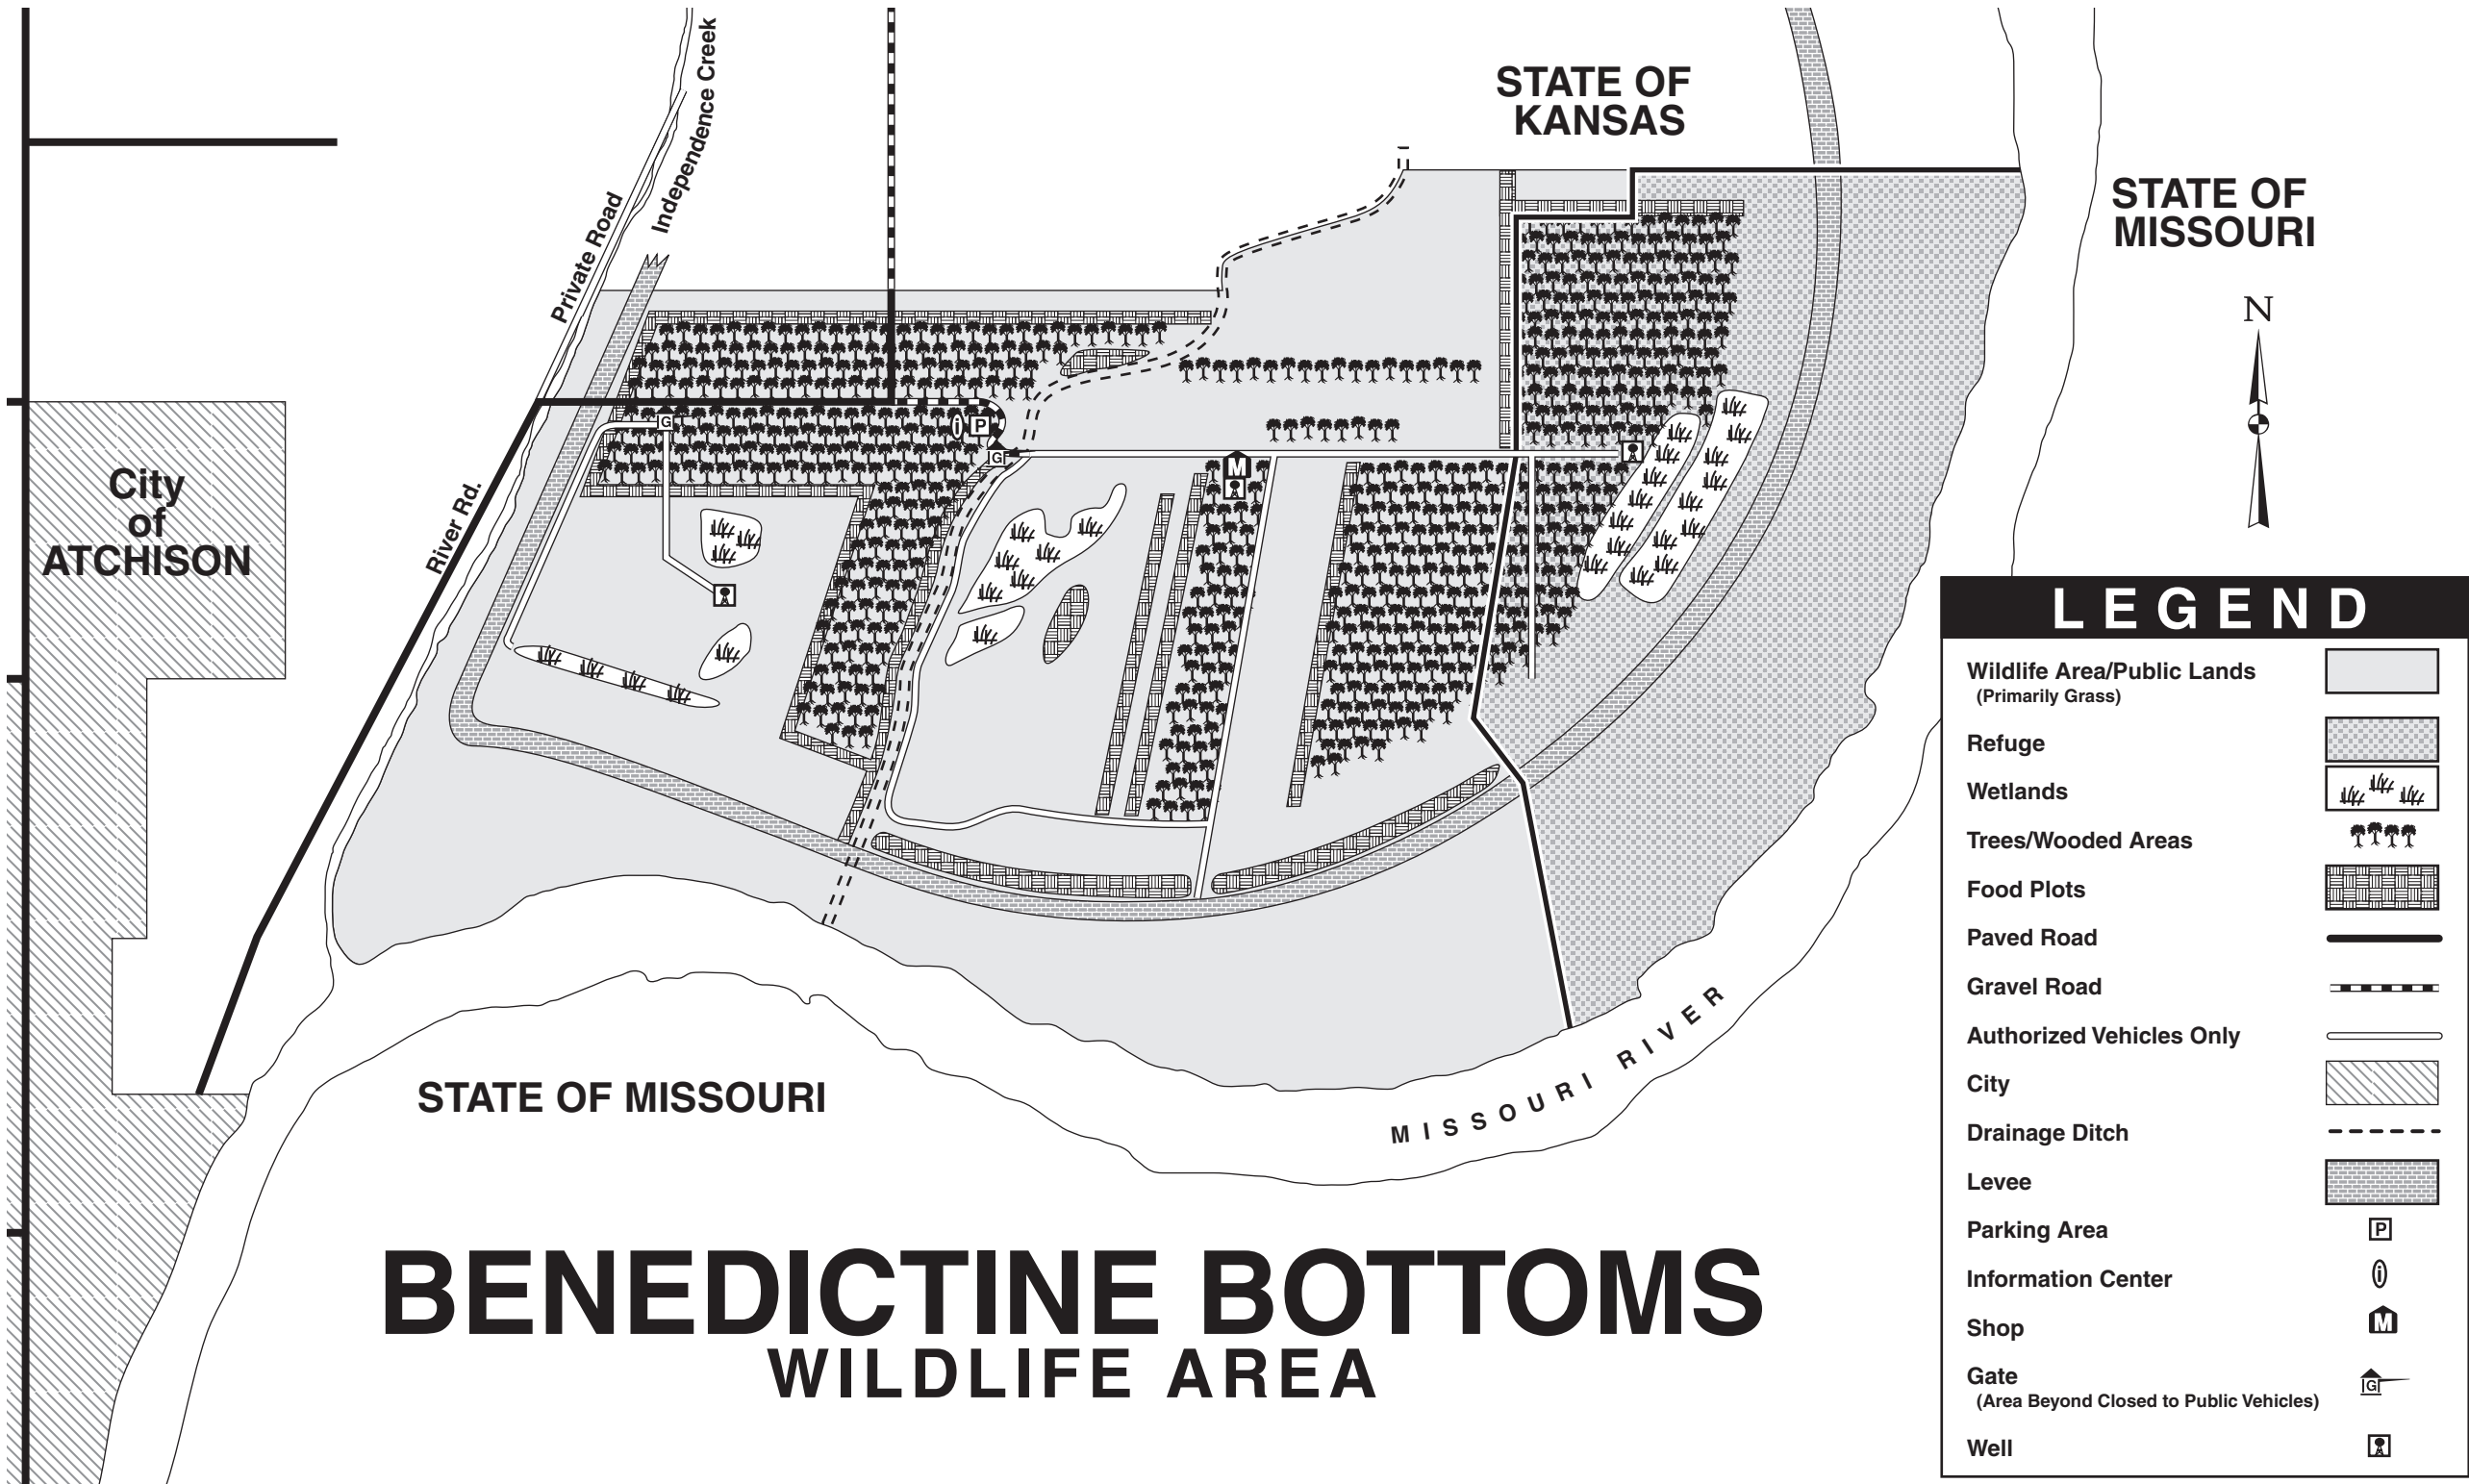 Independence Creek
Private Road
STATE OF
KANSAS
STATE OF
MISSOURI
N
City
of
ATCHISON
River Rd.
G
i
P
G
M
STATE OF MISSOURI
MISSOURI RIVER
BENEDICTINE BOTTOMS
WILDLIFE AREA
LEGEND
Wildlife Area/Public Lands
(Primarily Grass)
Refuge
Wetlands
Trees/Wooded Areas
Food Plots
Paved Road
Gravel Road
Authorized Vehicles Only
City
Drainage Ditch
Levee
Parking Area P
Information Center i
Shop M
Gate G
(Area Beyond Closed to Public Vehicles)
Well